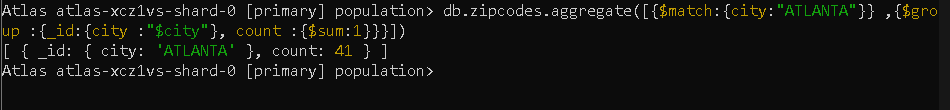 Atlas atlas-xcz1vs-shard-0 [primary] population> db.zipcodes.aggregate([{$match:{city:"ATLANTA"}} ,{$gro
up :{_id:{city :"$city"}, count :{$sum:1}}}])
[ { _id: { city: 'ATLANTA' }, count: 41 } ]
Atlas atlas-xcz1vs-shard-0 [primary] population>